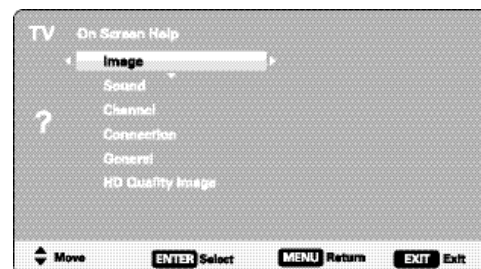 TV On Screen Help
Image
Sound
Channel
?
Connection
General
HD Quality Image
Move ENTER Select MENU Return EXIT Exit